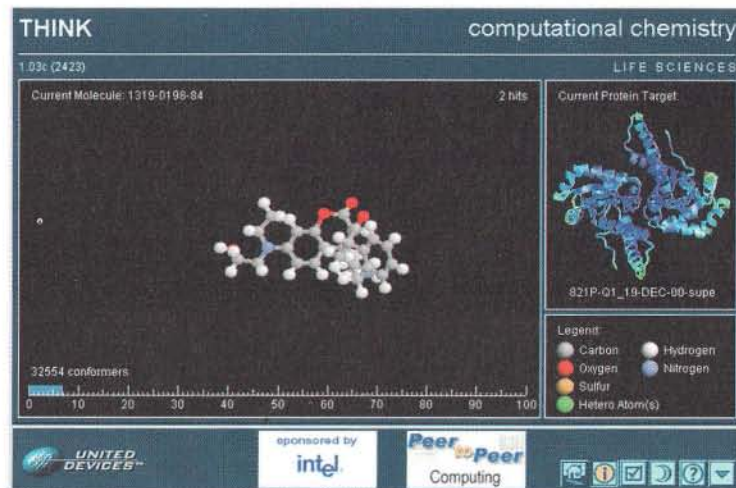 THINK
computational chemistry
1.03c (2423)
LIFE SCIENCES
Current Molecule: 1319-0198-84
2 hits
Current Protein Target:
821P-Q1_19-DEC-00-supe
Legend:
Carbon
Hydrogen
Oxygen
Nitrogen
Sulfur
Hetero Atom(s)
32554 conformers
0 10 20 30 40 50 60 70 80 90 100
UNITED DEVICES™
sponsored by
intel.
Peer to Peer
Computing